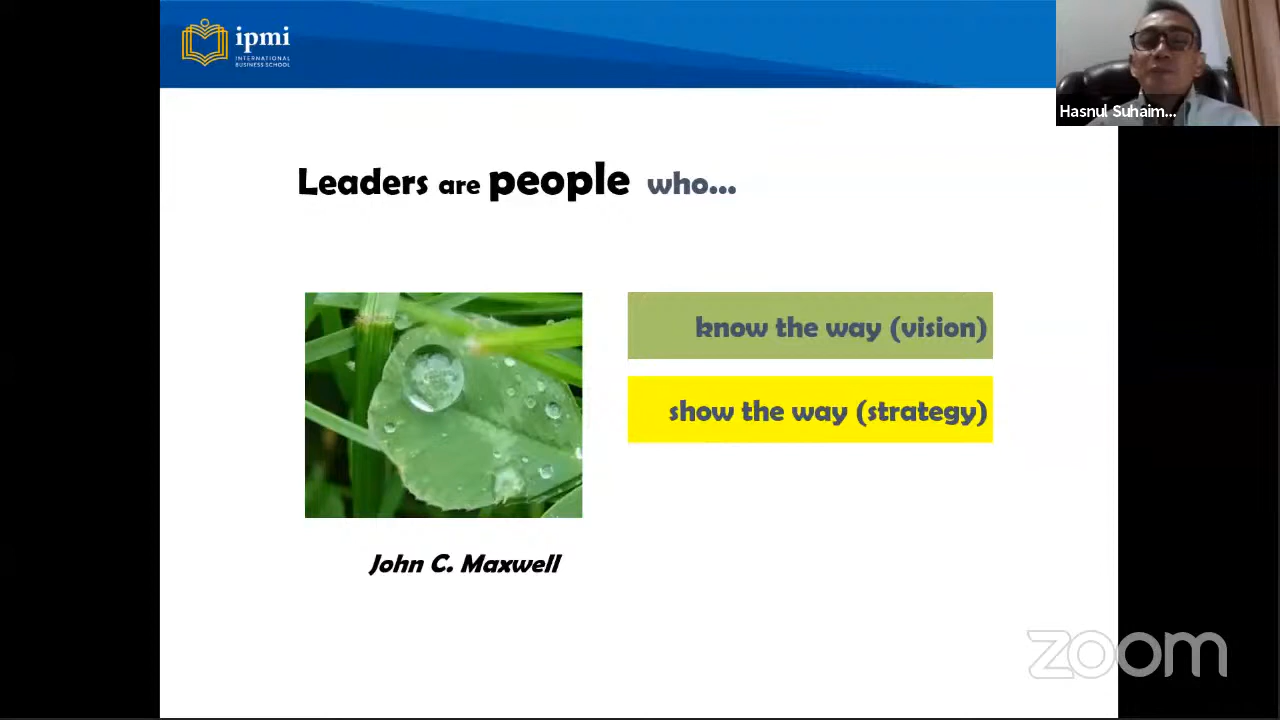 ipmi
INTERNATIONAL
BUSINESS SCHOOL
Hasnul Suhaim...
Leaders are people who...
know the way (vision)
show the way (strategy)
John C. Maxwell
zoom